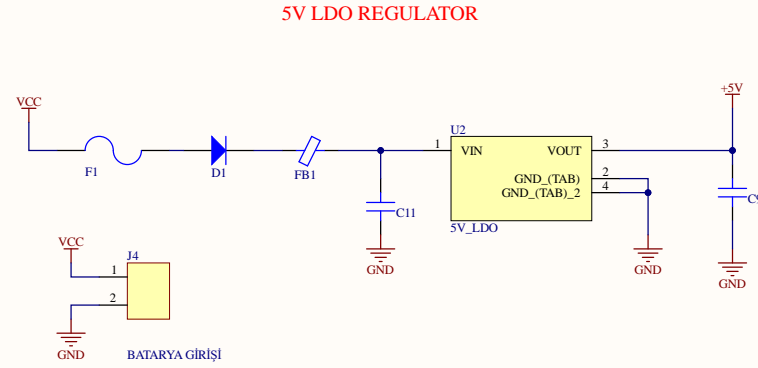 5V LDO REGULATOR
VCC
+5V
U2
1
VIN
VOUT
3
F1
D1
FB1
GND_(TAB)
2
GND_(TAB)_2
4
C11
C9
5V_LDO
VCC
J4
GND
GND
GND
1
2
GND
BATARYA GİRİŞİ